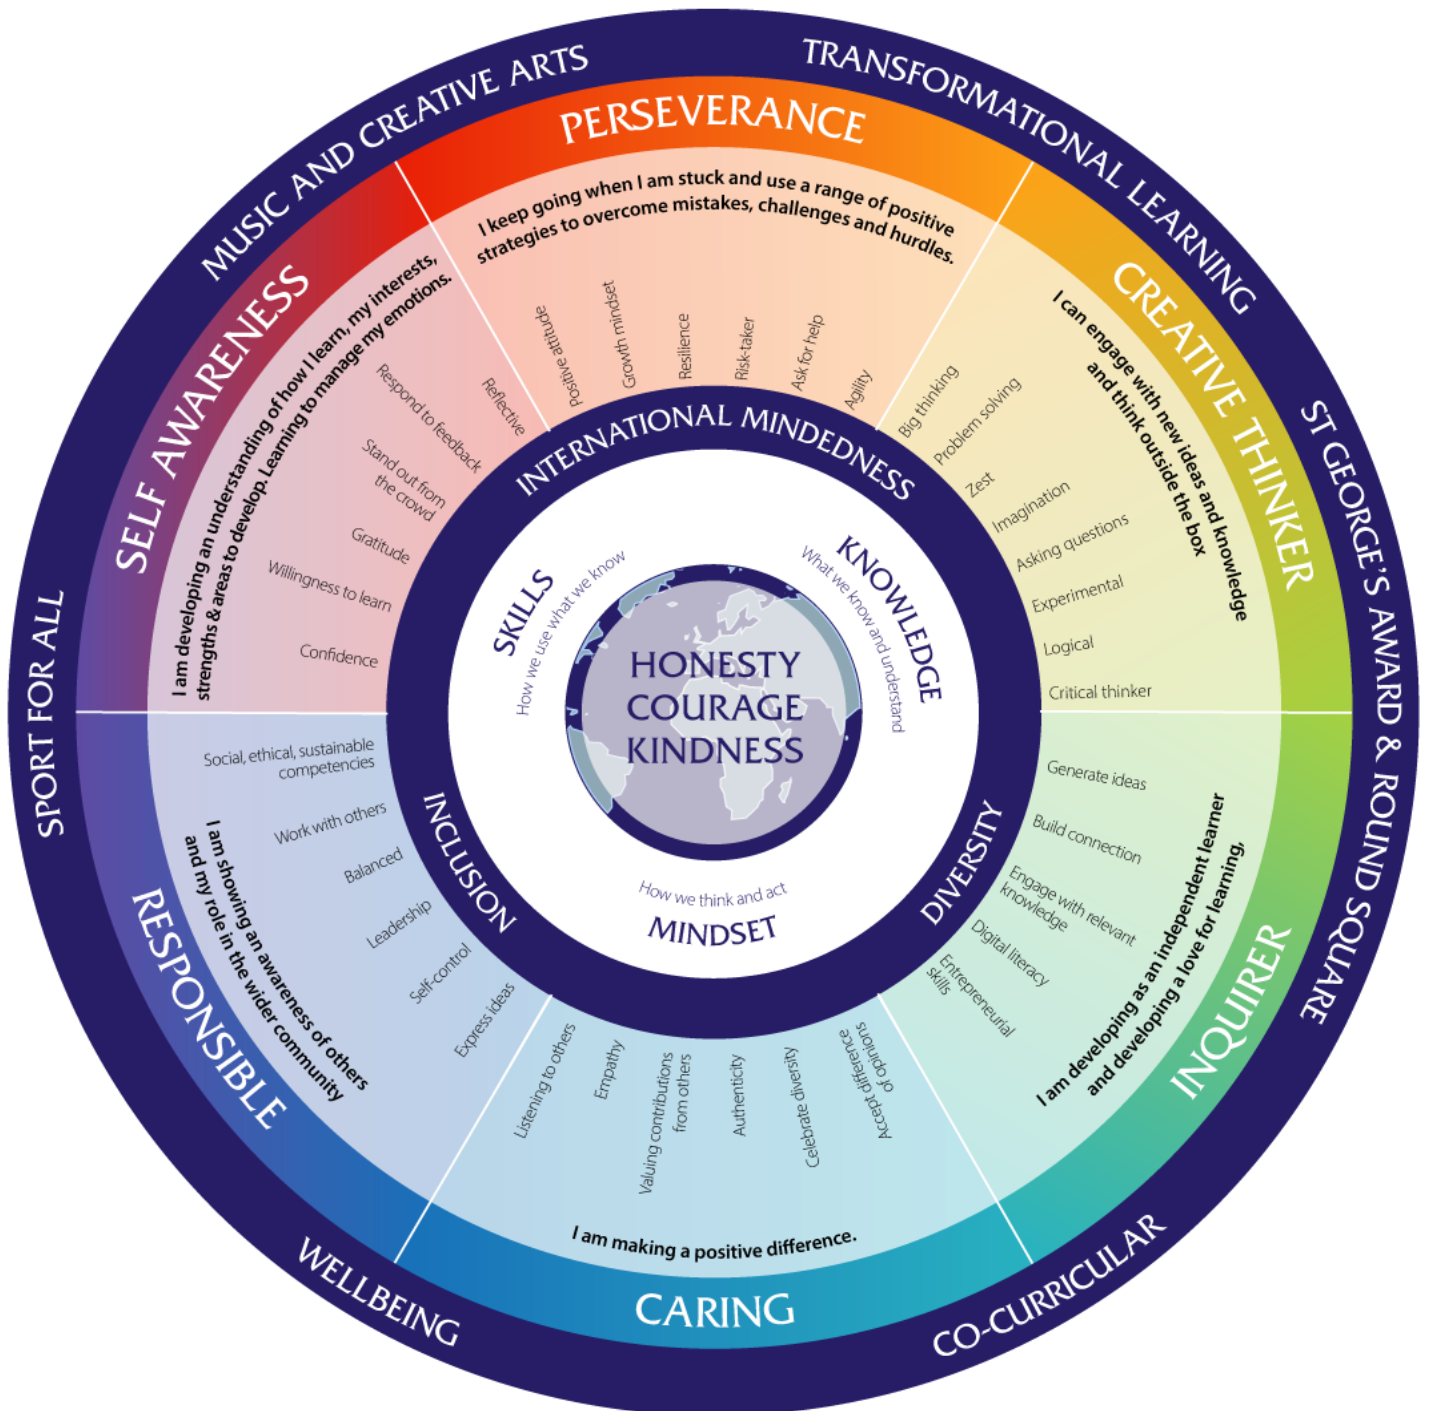 MUSIC AND CREATIVE ARTS
TRANSFORMATIONAL LEARNING
ST GEORGE'S AWARD & ROUND SQUARE
CO-CURRICULAR
WELLBEING
SPORT FOR ALL
PERSEVERANCE
I keep going when I am stuck and use a range of positive
strategies to overcome mistakes, challenges and hurdles.
Positive attitude
Growth mindset
Resilience
Risk-taker
Ask for help
Agility
CREATIVE THINKER
I can engage with new ideas and knowledge
and think outside the box
Big thinking
Problem solving
Zest
Imagination
Asking questions
Experimental
Logical
Critical thinker
INQUIRER
I am developing as an independent learner
and developing a love for learning,
Generate ideas
Build connection
Engage with relevant
knowledge
Digital literacy
Entrepreneurial
skills
CARING
I am making a positive difference.
Listening to others
Empathy
Valuing contributions
from others
Authenticity
Celebrate diversity
Accept difference
of opinions
RESPONSIBLE
I am showing an awareness of others
and my role in the wider community
Social, ethical, sustainable
competencies
Work with others
Balanced
Leadership
Self-control
Express ideas
SELF AWARENESS
I am developing an understanding of how I learn, my interests,
strengths & areas to develop. Learning to manage my emotions.
Reflective
Respond to feedback
Stand out from
the crowd
Gratitude
Willingness to learn
Confidence
INTERNATIONAL MINDEDNESS
DIVERSITY
INCLUSION
SKILLS
How we use what we know
KNOWLEDGE
What we know and understand
How we think and act
MINDSET
HONESTY
COURAGE
KINDNESS